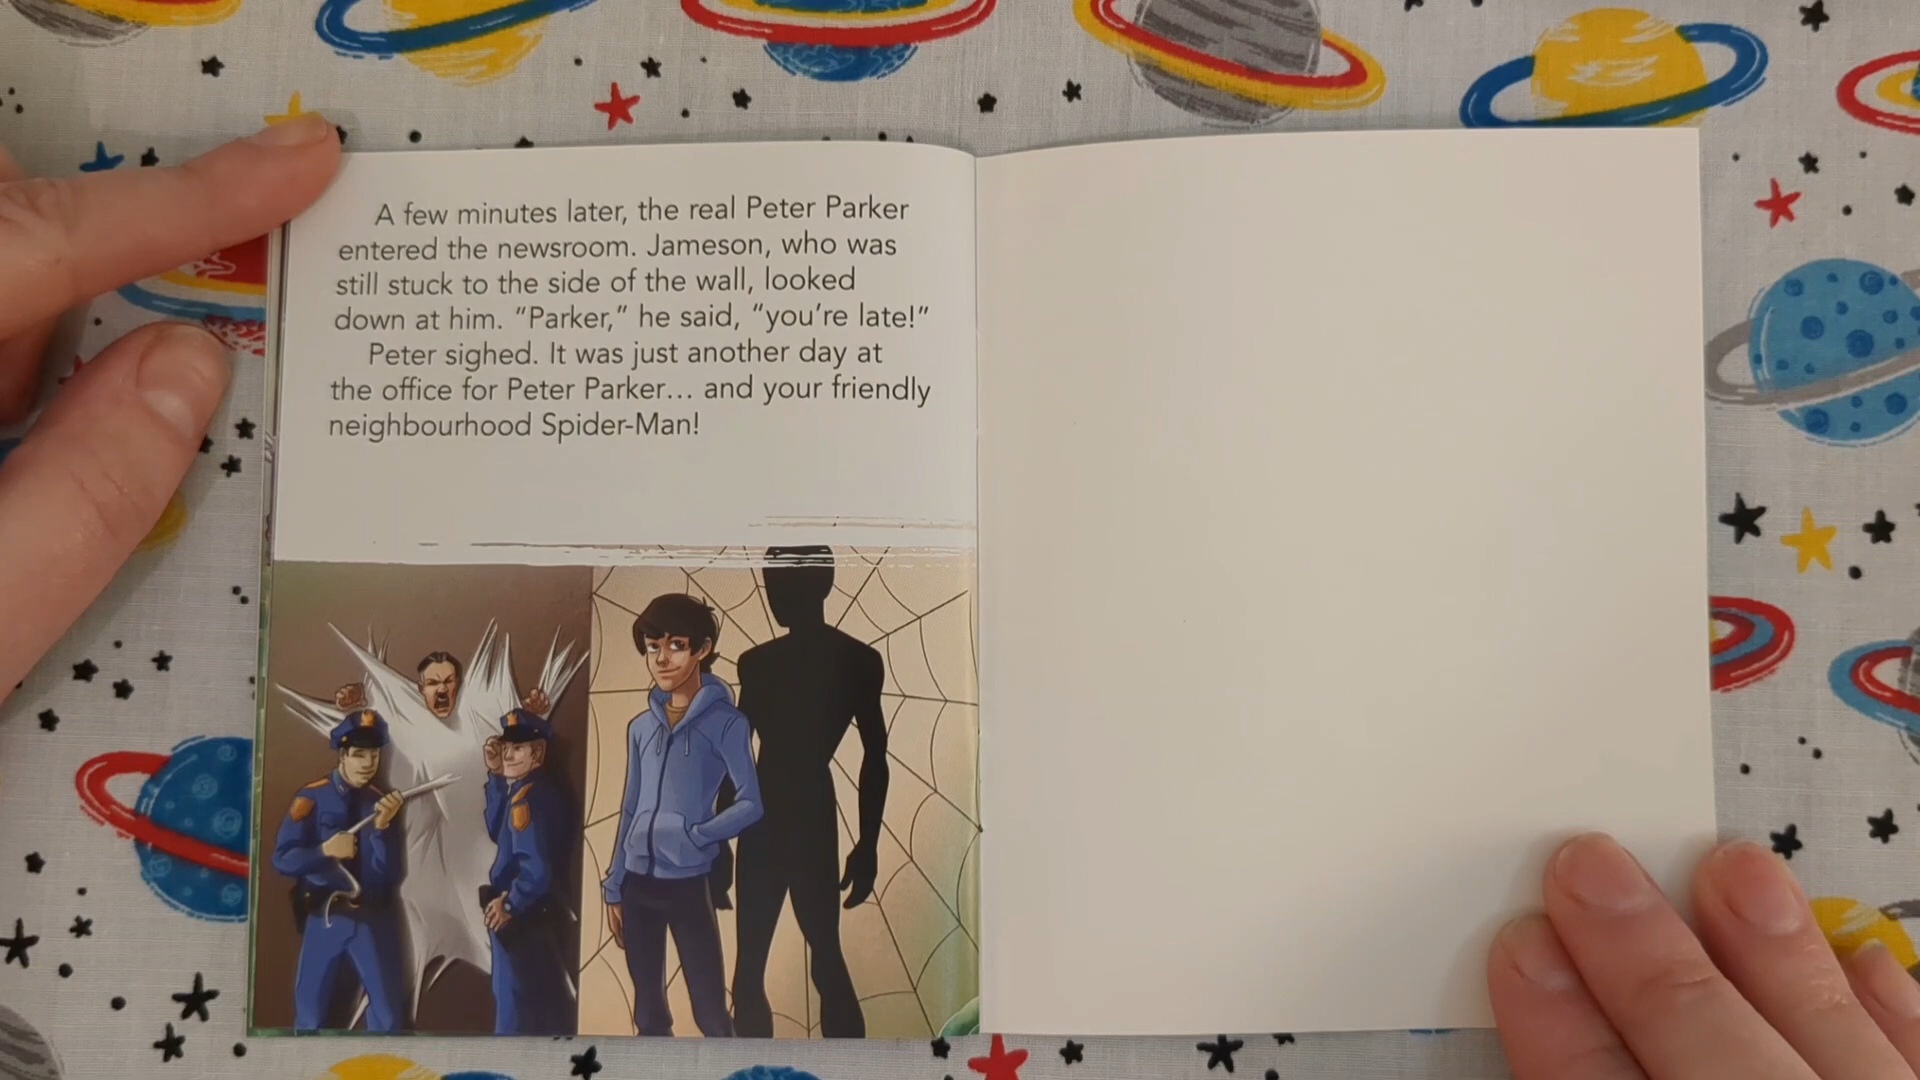 A few minutes later, the real Peter Parker
entered the newsroom. Jameson, who was
still stuck to the side of the wall, looked
down at him. “Parker,” he said, “you’re late!”
Peter sighed. It was just another day at
the office for Peter Parker... and your friendly
neighbourhood Spider-Man!